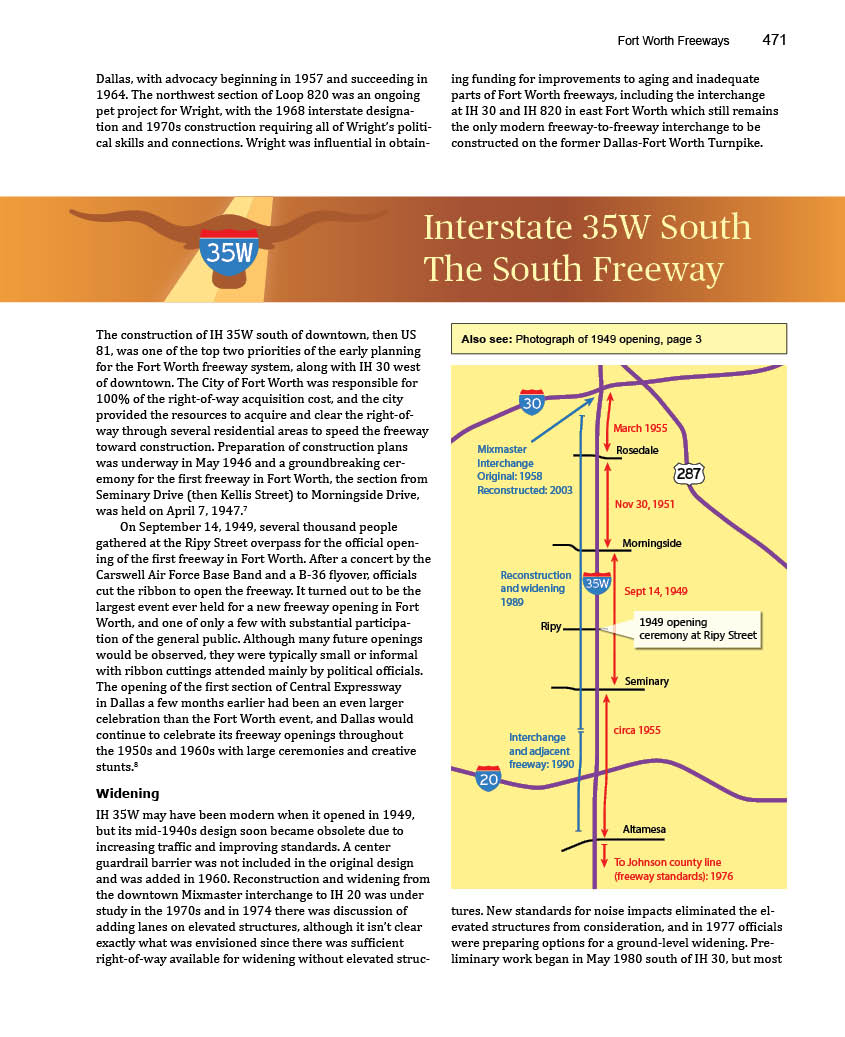 Fort Worth Freeways 471
Dallas, with advocacy beginning in 1957 and succeeding in
1964. The northwest section of Loop 820 was an ongoing
pet project for Wright, with the 1968 interstate designa-
tion and 1970s construction requiring all of Wright's politi-
cal skills and connections. Wright was influential in obtain-
ing funding for improvements to aging and inadequate
parts of Fort Worth freeways, including the interchange
at IH 30 and IH 820 in east Fort Worth which still remains
the only modern freeway-to-freeway interchange to be
constructed on the former Dallas-Fort Worth Turnpike.
35W
Interstate 35W South
The South Freeway
The construction of IH 35W south of downtown, then US
81, was one of the top two priorities of the early planning
for the Fort Worth freeway system, along with IH 30 west
of downtown. The City of Fort Worth was responsible for
100% of the right-of-way acquisition cost, and the city
provided the resources to acquire and clear the right-of-
way through several residential areas to speed the freeway
toward construction. Preparation of construction plans
was underway in May 1946 and a groundbreaking cer-
emony for the first freeway in Fort Worth, the section from
Seminary Drive (then Kellis Street) to Morningside Drive,
was held on April 7, 1947.⁷
On September 14, 1949, several thousand people
gathered at the Ripy Street overpass for the official open-
ing of the first freeway in Fort Worth. After a concert by the
Carswell Air Force Base Band and a B-36 flyover, officials
cut the ribbon to open the freeway. It turned out to be the
largest event ever held for a new freeway opening in Fort
Worth, and one of only a few with substantial participa-
tion of the general public. Although many future openings
would be observed, they were typically small or informal
with ribbon cuttings attended mainly by political officials.
The opening of the first section of Central Expressway
in Dallas a few months earlier had been an even larger
celebration than the Fort Worth event, and Dallas would
continue to celebrate its freeway openings throughout
the 1950s and 1960s with large ceremonies and creative
stunts.⁸
Widening
IH 35W may have been modern when it opened in 1949,
but its mid-1940s design soon became obsolete due to
increasing traffic and improving standards. A center
guardrail barrier was not included in the original design
and was added in 1960. Reconstruction and widening from
the downtown Mixmaster interchange to IH 20 was under
study in the 1970s and in 1974 there was discussion of
adding lanes on elevated structures, although it isn't clear
exactly what was envisioned since there was sufficient
right-of-way available for widening without elevated struc-
Also see: Photograph of 1949 opening, page 3
30
March 1955
Mixmaster
Interchange
Original: 1958
Reconstructed: 2003
Rosedale
287
Nov 30, 1951
Morningside
Reconstruction
and widening
1989
35W
Sept 14, 1949
Ripy
1949 opening
ceremony at Ripy Street
Seminary
circa 1955
Interchange
and adjacent
freeway: 1990
20
Altamesa
To Johnson county line
(freeway standards): 1976
tures. New standards for noise impacts eliminated the el-
evated structures from consideration, and in 1977 officials
were preparing options for a ground-level widening. Pre-
liminary work began in May 1980 south of IH 30, but most